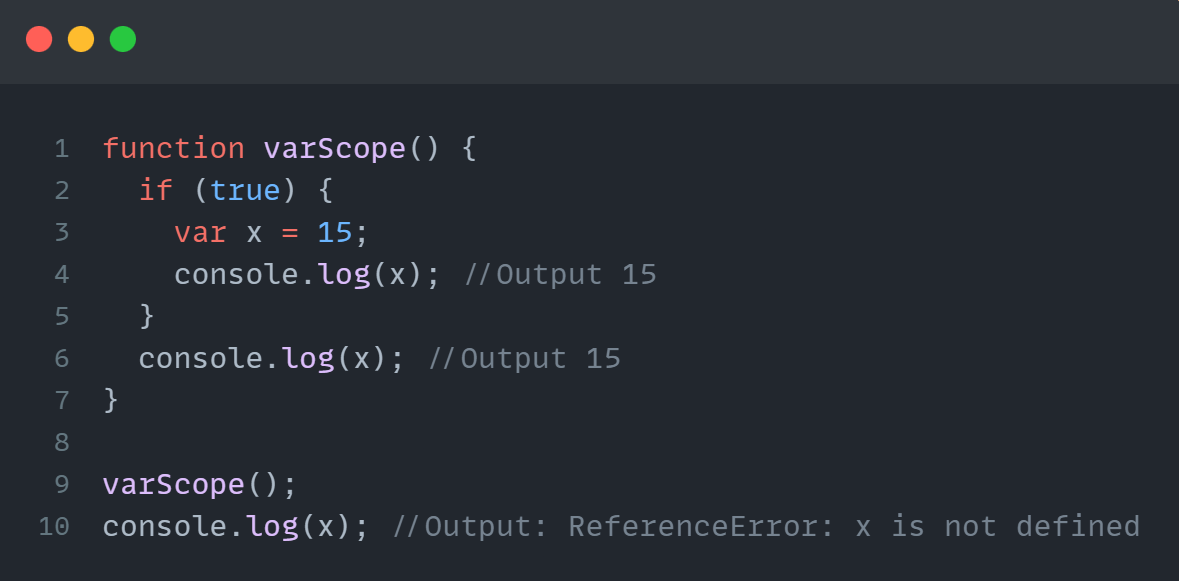 1 function varScope() {
2   if (true) {
3     var x = 15;
4     console.log(x); //Output 15
5   }
6   console.log(x); //Output 15
7 }
8
9 varScope();
10 console.log(x); //Output: ReferenceError: x is not defined